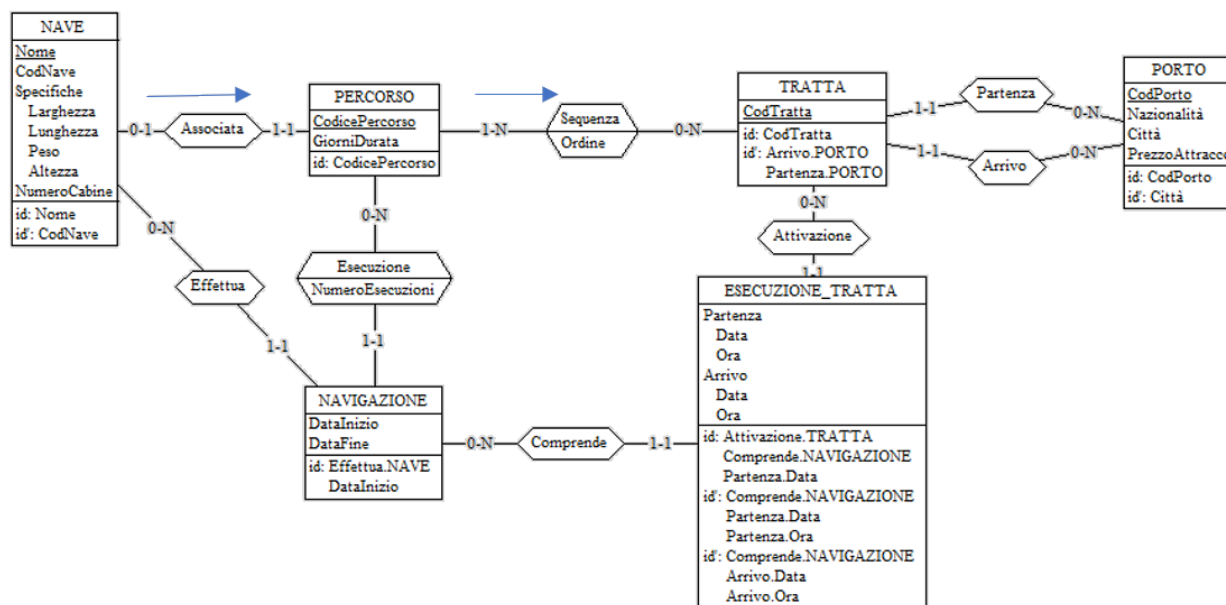 NAVE
Nome
CodNave
Specifiche
Larghezza
Lunghezza
Peso
Altezza
NumeroCabine
id: Nome
id': CodNave
0-1
Associata
1-1
PERCORSO
CodicePercorso
GiorniDurata
id: CodicePercorso
1-N
Sequenza
Ordine
0-N
TRATTA
CodTratta
id: CodTratta
id': Arrivo.PORTO
Partenza.PORTO
1-1
Partenza
0-N
1-1
Arrivo
0-N
PORTO
CodPorto
Nazionalità
Città
PrezzoAttracco
id: CodPorto
id': Città
0-N
Effettua
1-1
0-N
Esecuzione
NumeroEsecuzioni
1-1
0-N
Attivazione
1-1
NAVIGAZIONE
DataInizio
DataFine
id: Effettua.NAVE
DataInizio
0-N
Comprende
1-1
ESECUZIONE_TRATTA
Partenza
Data
Ora
Arrivo
Data
Ora
id: Attivazione.TRATTA
Comprende.NAVIGAZIONE
Partenza.Data
id': Comprende.NAVIGAZIONE
Partenza.Data
Partenza.Ora
id': Comprende.NAVIGAZIONE
Arrivo.Data
Arrivo.Ora